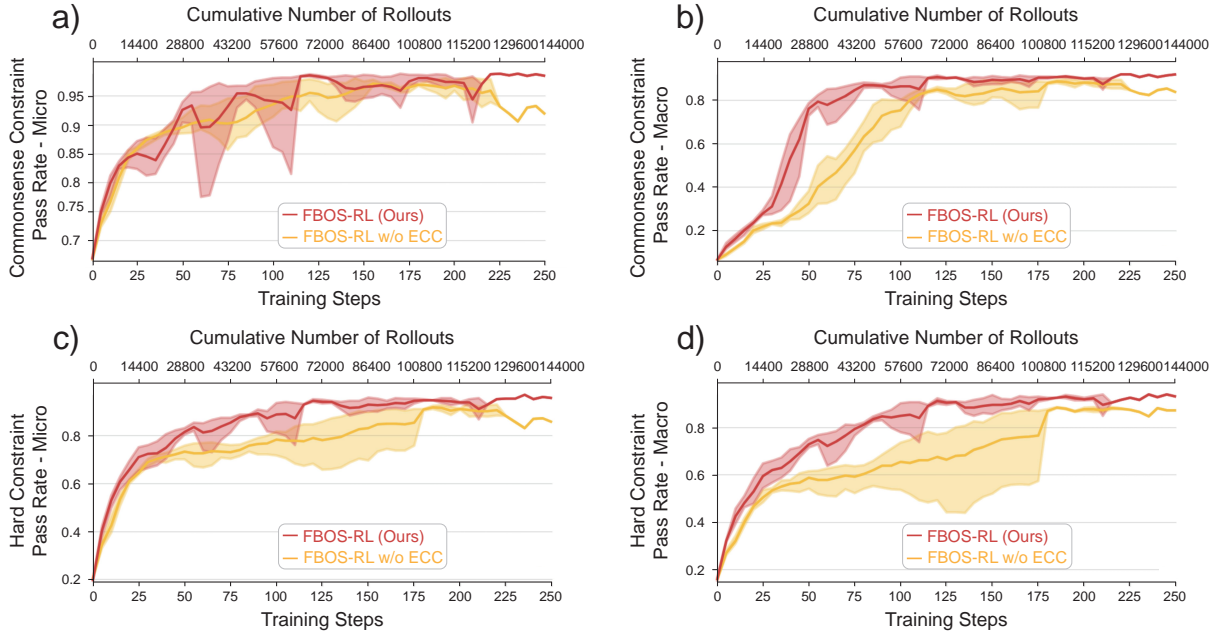 a)
Cumulative Number of Rollouts
0 14400 28800 43200 57600 72000 86400 100800 115200 129600 144000
Commonsense Constraint
Pass Rate - Micro
0.95
0.9
0.85
0.8
0.75
0.7
FBOS-RL (Ours)
FBOS-RL w/o ECC
0 25 50 75 100 125 150 175 200 225 250
Training Steps
b)
Cumulative Number of Rollouts
0 14400 28800 43200 57600 72000 86400 100800 115200 129600 144000
Commonsense Constraint
Pass Rate - Macro
0.8
0.6
0.4
0.2
FBOS-RL (Ours)
FBOS-RL w/o ECC
0 25 50 75 100 125 150 175 200 225 250
Training Steps
c)
Cumulative Number of Rollouts
0 14400 28800 43200 57600 72000 86400 100800 115200 129600 144000
Hard Constraint
Pass Rate - Micro
0.8
0.6
0.4
0.2
FBOS-RL (Ours)
FBOS-RL w/o ECC
0 25 50 75 100 125 150 175 200 225 250
Training Steps
d)
Cumulative Number of Rollouts
0 14400 28800 43200 57600 72000 86400 100800 115200 129600 144000
Hard Constraint
Pass Rate - Macro
0.8
0.6
0.4
0.2
FBOS-RL (Ours)
FBOS-RL w/o ECC
0 25 50 75 100 125 150 175 200 225 250
Training Steps